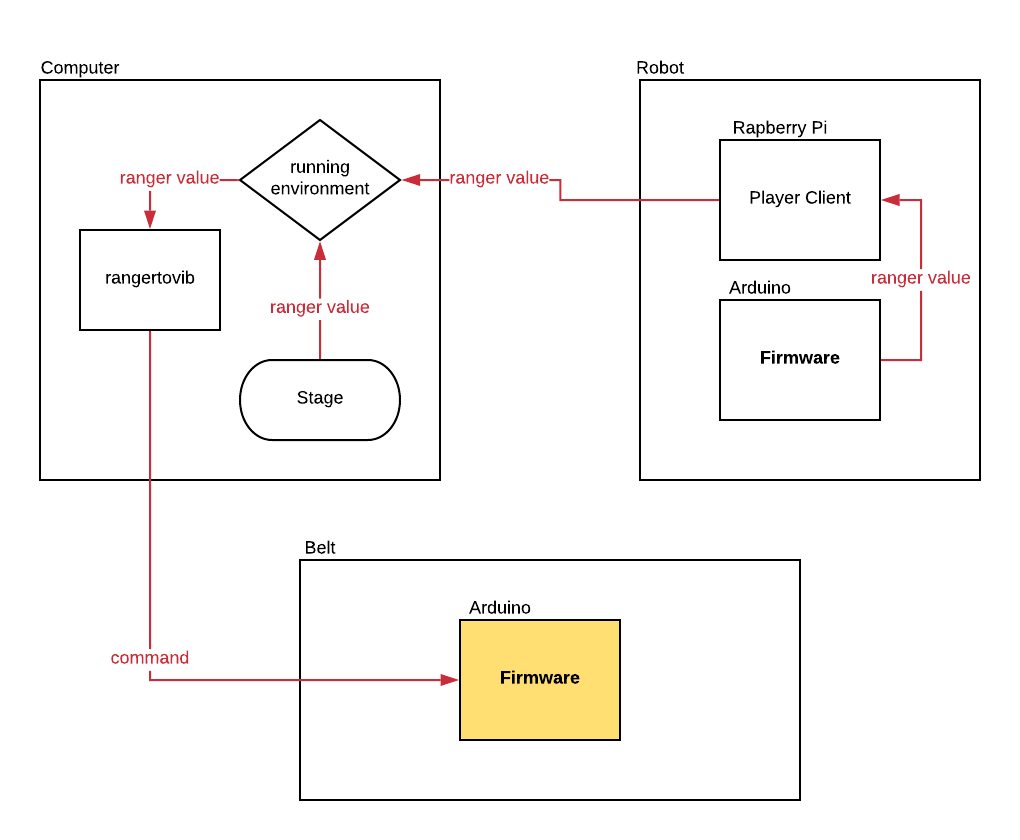 Computer
Robot
Rapberry Pi
running
environment
ranger value
ranger value
Player Client
rangertovib
ranger value
Arduino
ranger value
Firmware
Stage
Belt
Arduino
command
Firmware